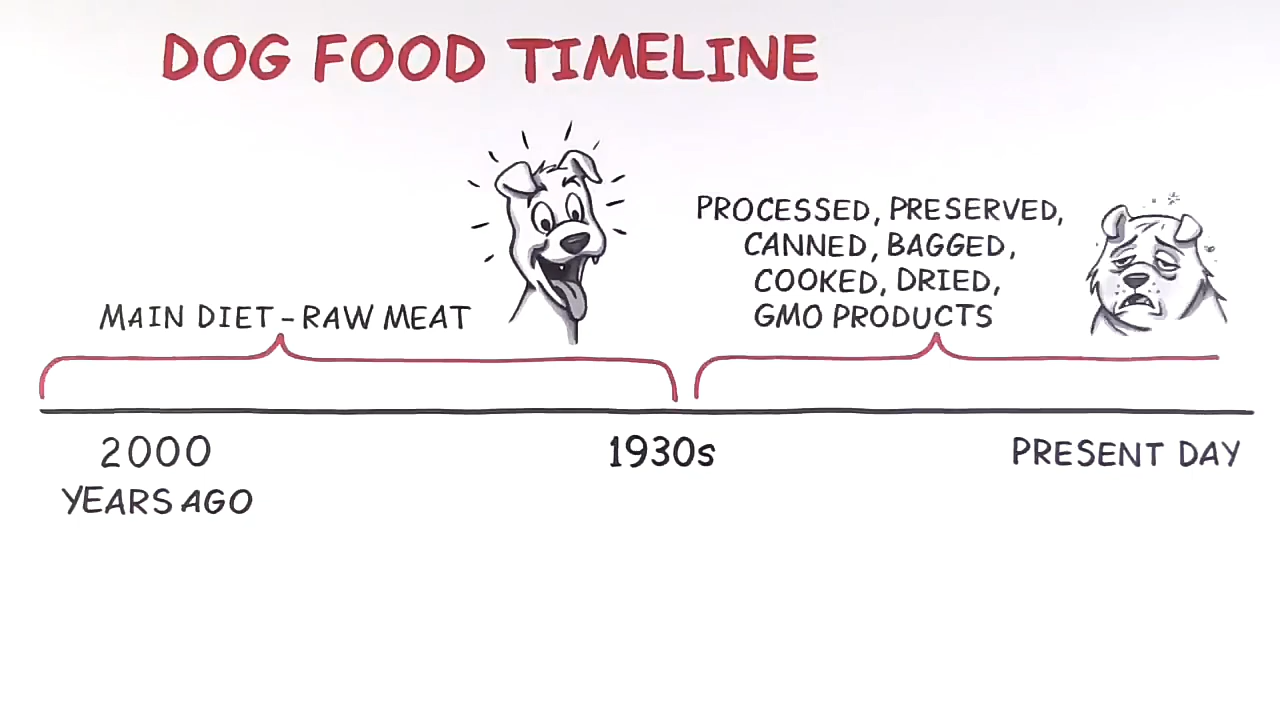 DOG FOOD TIMELINE
MAIN DIET - RAW MEAT
PROCESSED, PRESERVED,
CANNED, BAGGED,
COOKED, DRIED,
GMO PRODUCTS
2000
YEARS AGO
1930s
PRESENT DAY